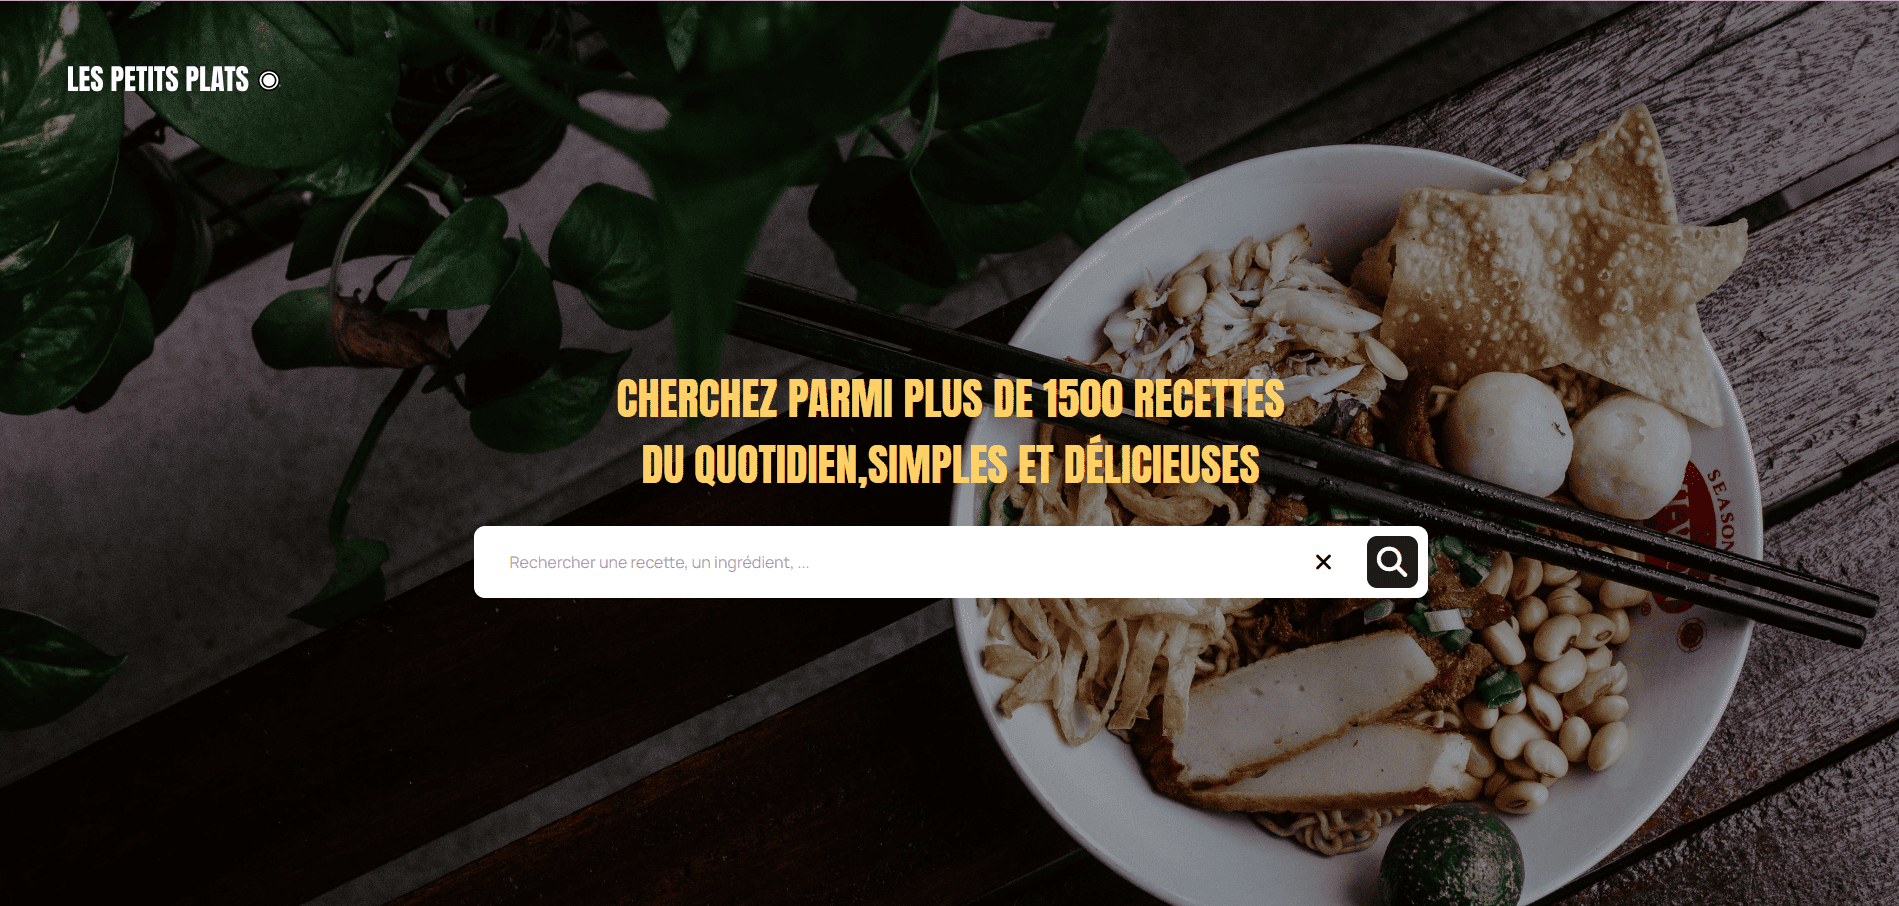 LES PETITS PLATS
CHERCHEZ PARMI PLUS DE 1500 RECETTES
DU QUOTIDIEN,SIMPLES ET DÉLICIEUSES
Rechercher une recette, un ingrédient, ...